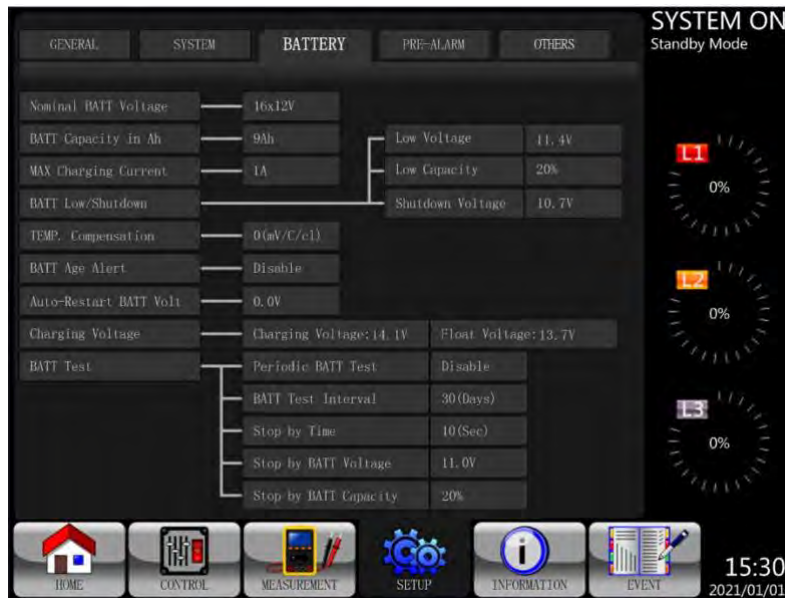 GENERAL SYSTEM BATTERY PRE-ALARM OTHERS
SYSTEM ON
Standby Mode
Nominal BATT Voltage 16x12V
BATT Capacity in Ah 9Ah Low Voltage 11.4V
MAX Charging Current 1A Low Capacity 20%
BATT Low/Shutdown Shutdown Voltage 10.7V
TEMP. Compensation 0(mV/C/cl)
BATT Age Alert Disable
Auto-Restart BATT Volt 0.0V
Charging Voltage Charging Voltage:14.1V Float Voltage:13.7V
BATT Test Periodic BATT Test Disable
BATT Test Interval 30(Days)
Stop by Time 10(Sec)
Stop by BATT Voltage 11.0V
Stop by BATT Capacity 20%
L1
0%
L2
0%
L3
0%
HOME CONTROL MEASUREMENT SETUP INFORMATION EVENT
15:30
2021/01/01